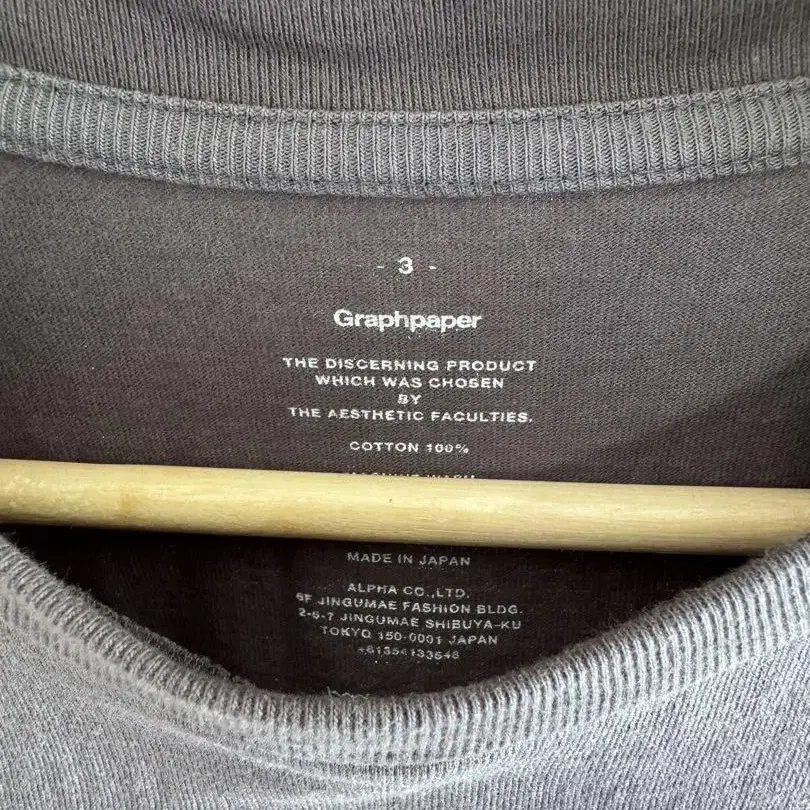 - 3 -
Graphpaper
THE DISCERNING PRODUCT
WHICH WAS CHOSEN
BY
THE AESTHETIC FACULTIES.
COTTON 100%
MADE IN JAPAN
ALPHA CO.,LTD.
6F JINGUMAE FASHION BLDG.
2-6-7 JINGUMAE SHIBUYA-KU
TOKYO 150-0001 JAPAN